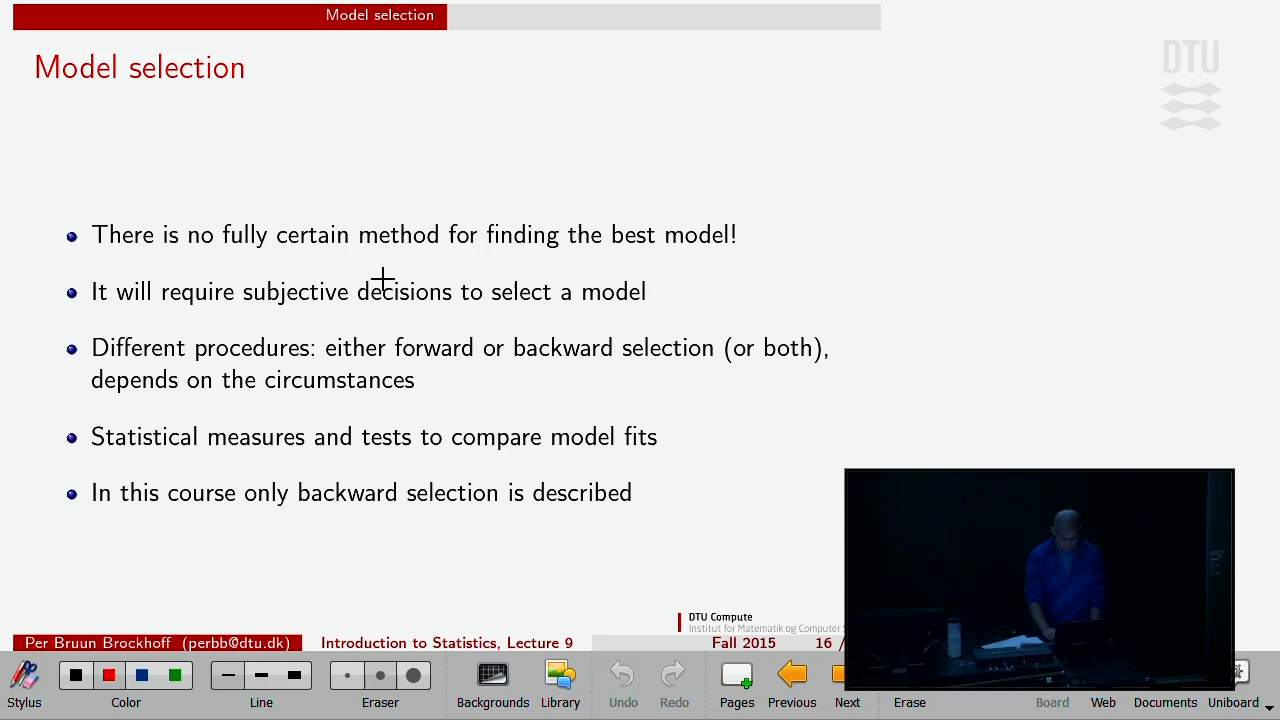 Model selection
Model selection
DTU
There is no fully certain method for finding the best model!
It will require subjective decisions to select a model
Different procedures: either forward or backward selection (or both),
depends on the circumstances
Statistical measures and tests to compare model fits
In this course only backward selection is described
DTU Compute
Institut for Matematik og Computer
Per Bruun Brockhoff (perbb@dtu.dk) Introduction to Statistics, Lecture 9 Fall 2015 16 /
Stylus Color Line Eraser Backgrounds Library Undo Redo Pages Previous Next Erase Board Web Documents Uniboard